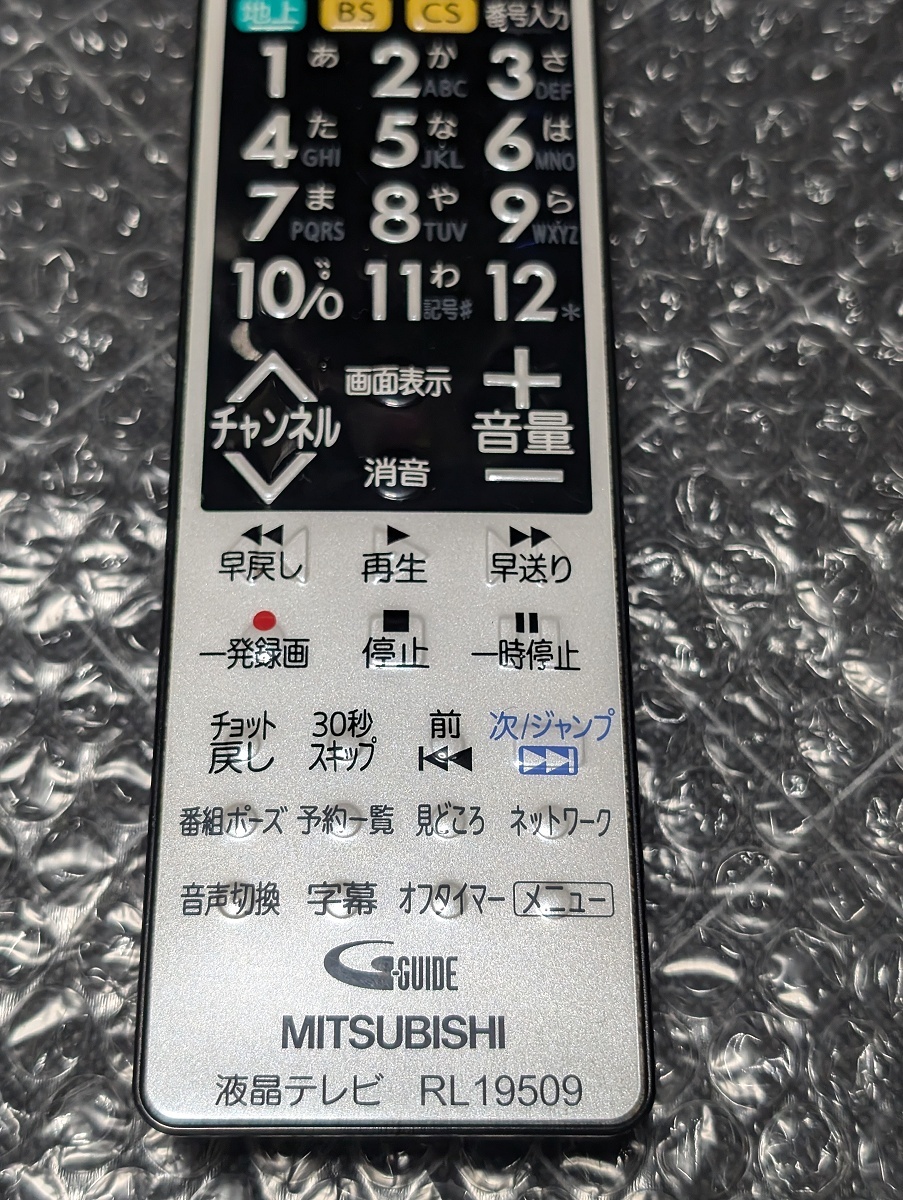 地上 BS CS 番号入力
1 あ 2 か ABC 3 さ DEF
4 た GHI 5 な JKL 6 は MNO
7 ま PQRS 8 や TUV 9 ら WXYZ
10/0 11 わ 記号# 12 *
画面表示 +
チャンネル 音量
消音 −
早戻し 再生 早送り
一発録画 停止 一時停止
チョット 30秒 前 次/ジャンプ
戻し スキップ
番組ポーズ 予約一覧 見どころ ネットワーク
音声切換 字幕 オフタイマー メニュー
G-GUIDE
MITSUBISHI
液晶テレビ RL19509